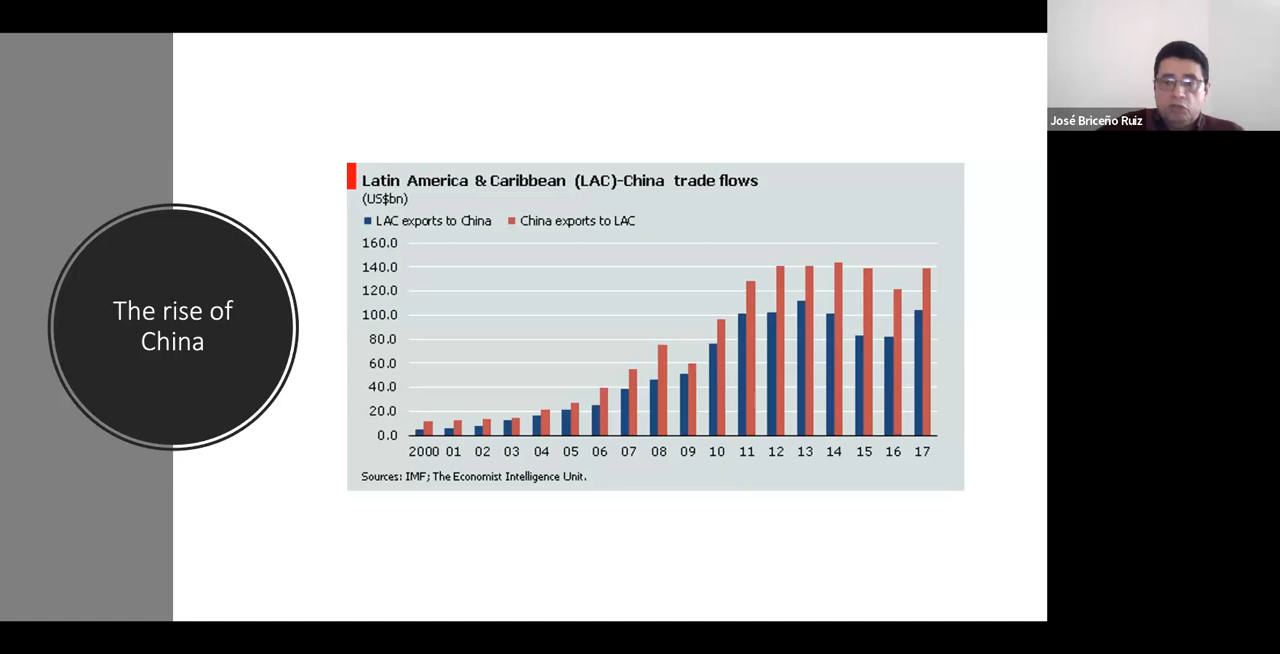 The rise of
China
Latin America & Caribbean (LAC)-China trade flows
(US$bn)
LAC exports to China China exports to LAC
160.0
140.0
120.0
100.0
80.0
60.0
40.0
20.0
0.0
2000 01 02 03 04 05 06 07 08 09 10 11 12 13 14 15 16 17
Sources: IMF; The Economist Intelligence Unit.
José Briceño Ruiz